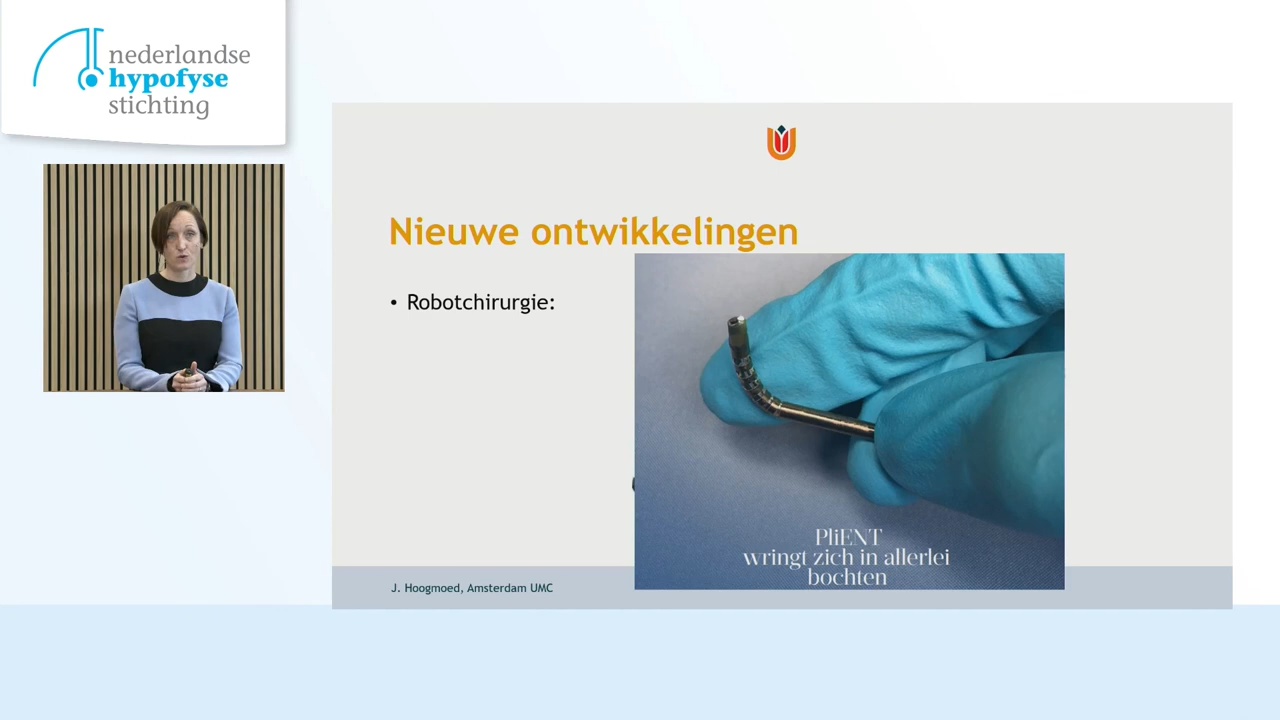 nederlandse
hypofyse
stichting
Nieuwe ontwikkelingen
• Robotchirurgie:
PliENT
wringt zich in allerlei
bochten
J. Hoogmoed, Amsterdam UMC